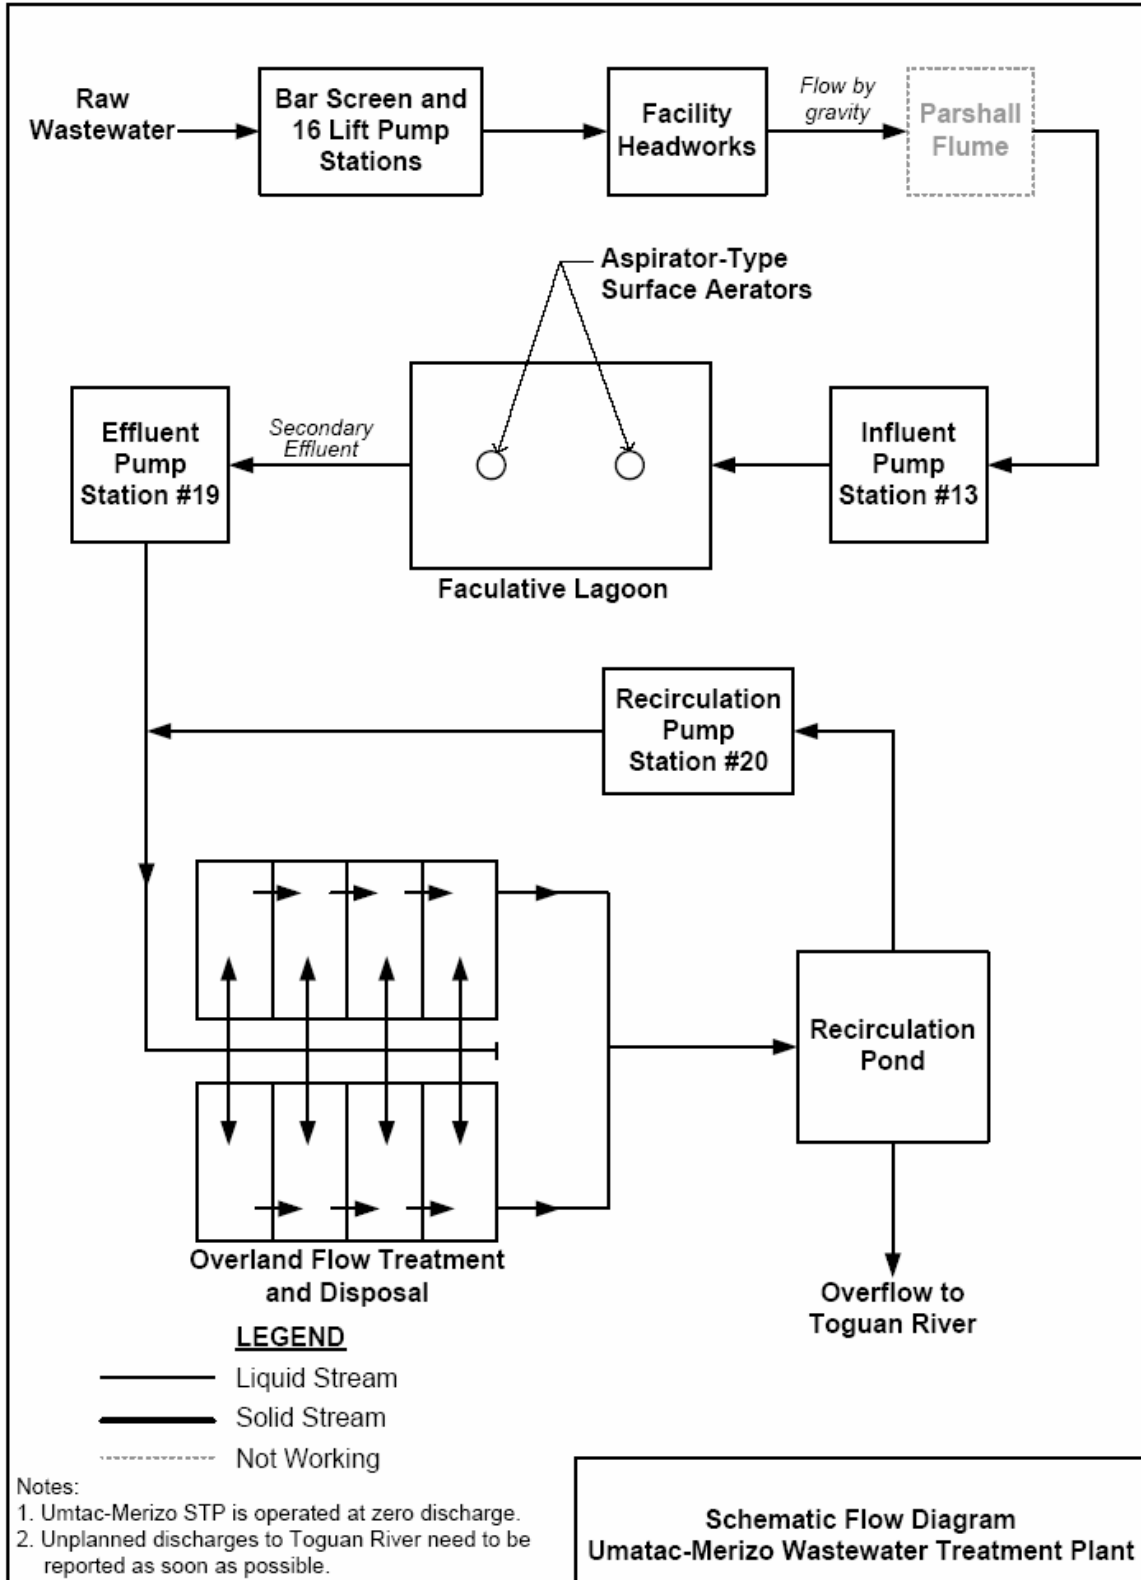 Raw
Wastewater
Bar Screen and
16 Lift Pump
Stations
Facility
Headworks
Flow by
gravity
Parshall
Flume
Aspirator-Type
Surface Aerators
Effluent
Pump
Station #19
Secondary
Effluent
Influent
Pump
Station #13
Faculative Lagoon
Recirculation
Pump
Station #20
Recirculation
Pond
Overland Flow Treatment
and Disposal
Overflow to
Toguan River
LEGEND
Liquid Stream
Solid Stream
Not Working
Notes:
1. Umtac-Merizo STP is operated at zero discharge.
2. Unplanned discharges to Toguan River need to be
reported as soon as possible.
Schematic Flow Diagram
Umatac-Merizo Wastewater Treatment Plant